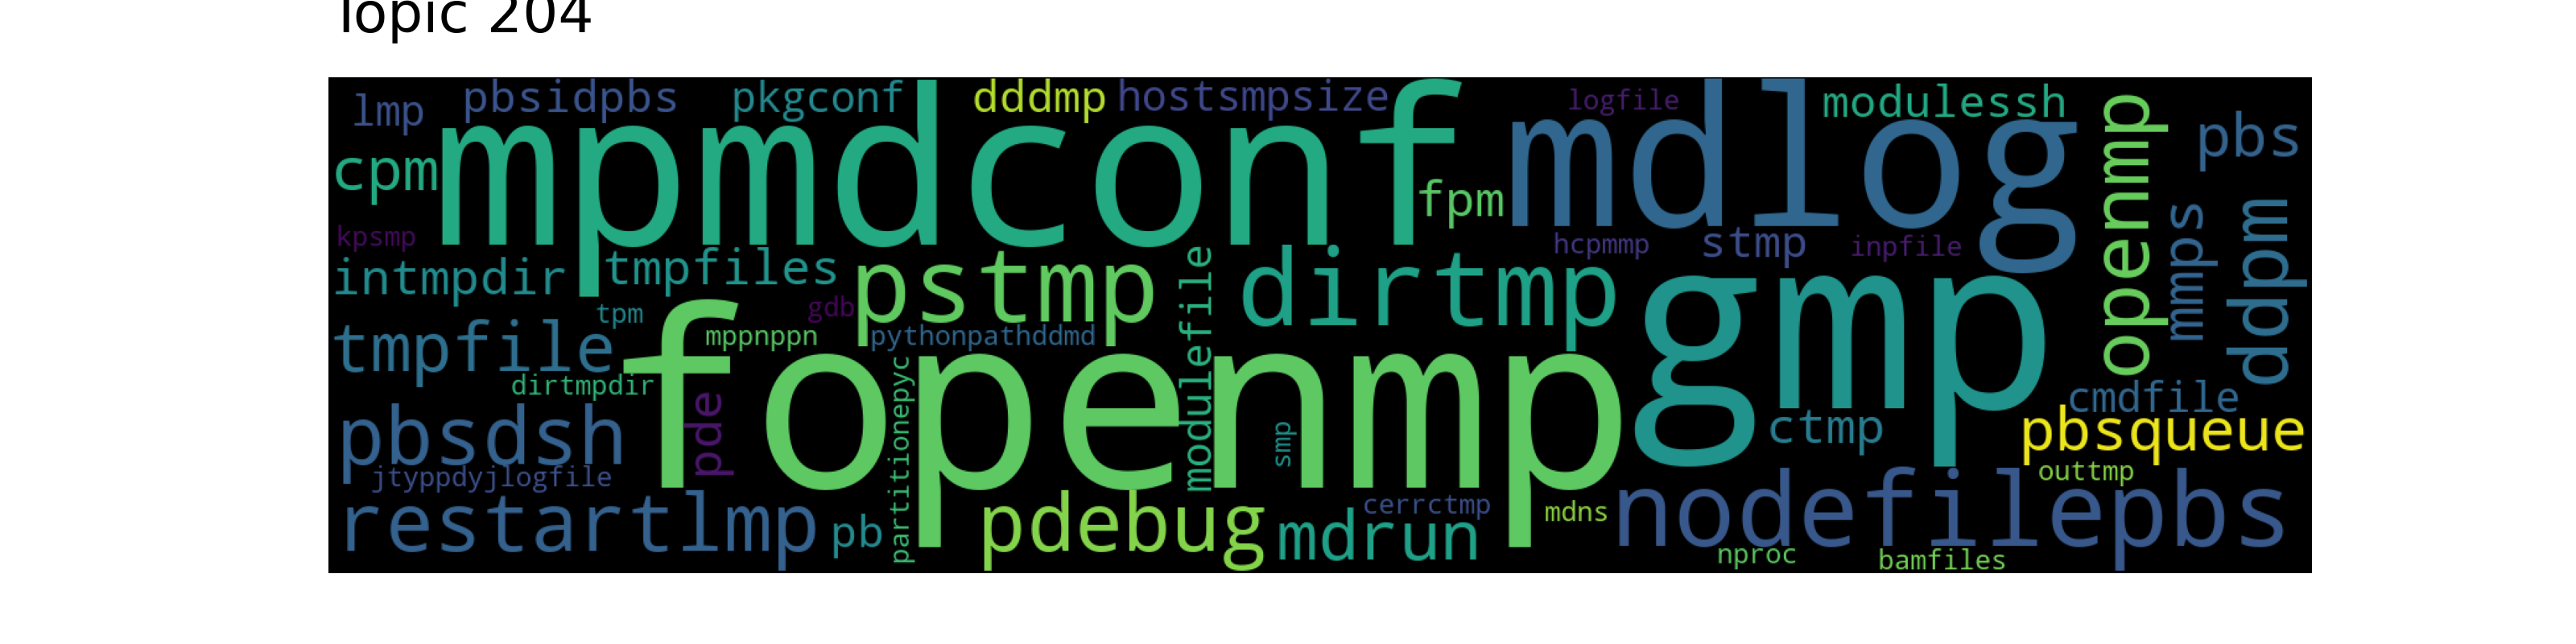 Topic 204
lmp pbsidpbs pkgconf dddmp hostsmpsize logfile modulessh
cpm mpmdconf fpm mdlog openmp pbs
kpsmp hcpmmp stmp inpfile mmps ddpm
intmpdir tmpfiles pstmp modulefile dirtmp gmp
tpm gdb
tmpfile mppnppn pythonpathddmd
dirtmpdir pde fopenmp smp ctmp cmdfile
pbsdsh partitionepyc pbsqueue
jtyppdyjlogfile outtmp
restartlmp pb pdebug mdrun cerrctmp mdns nodefilepbs
nproc bamfiles